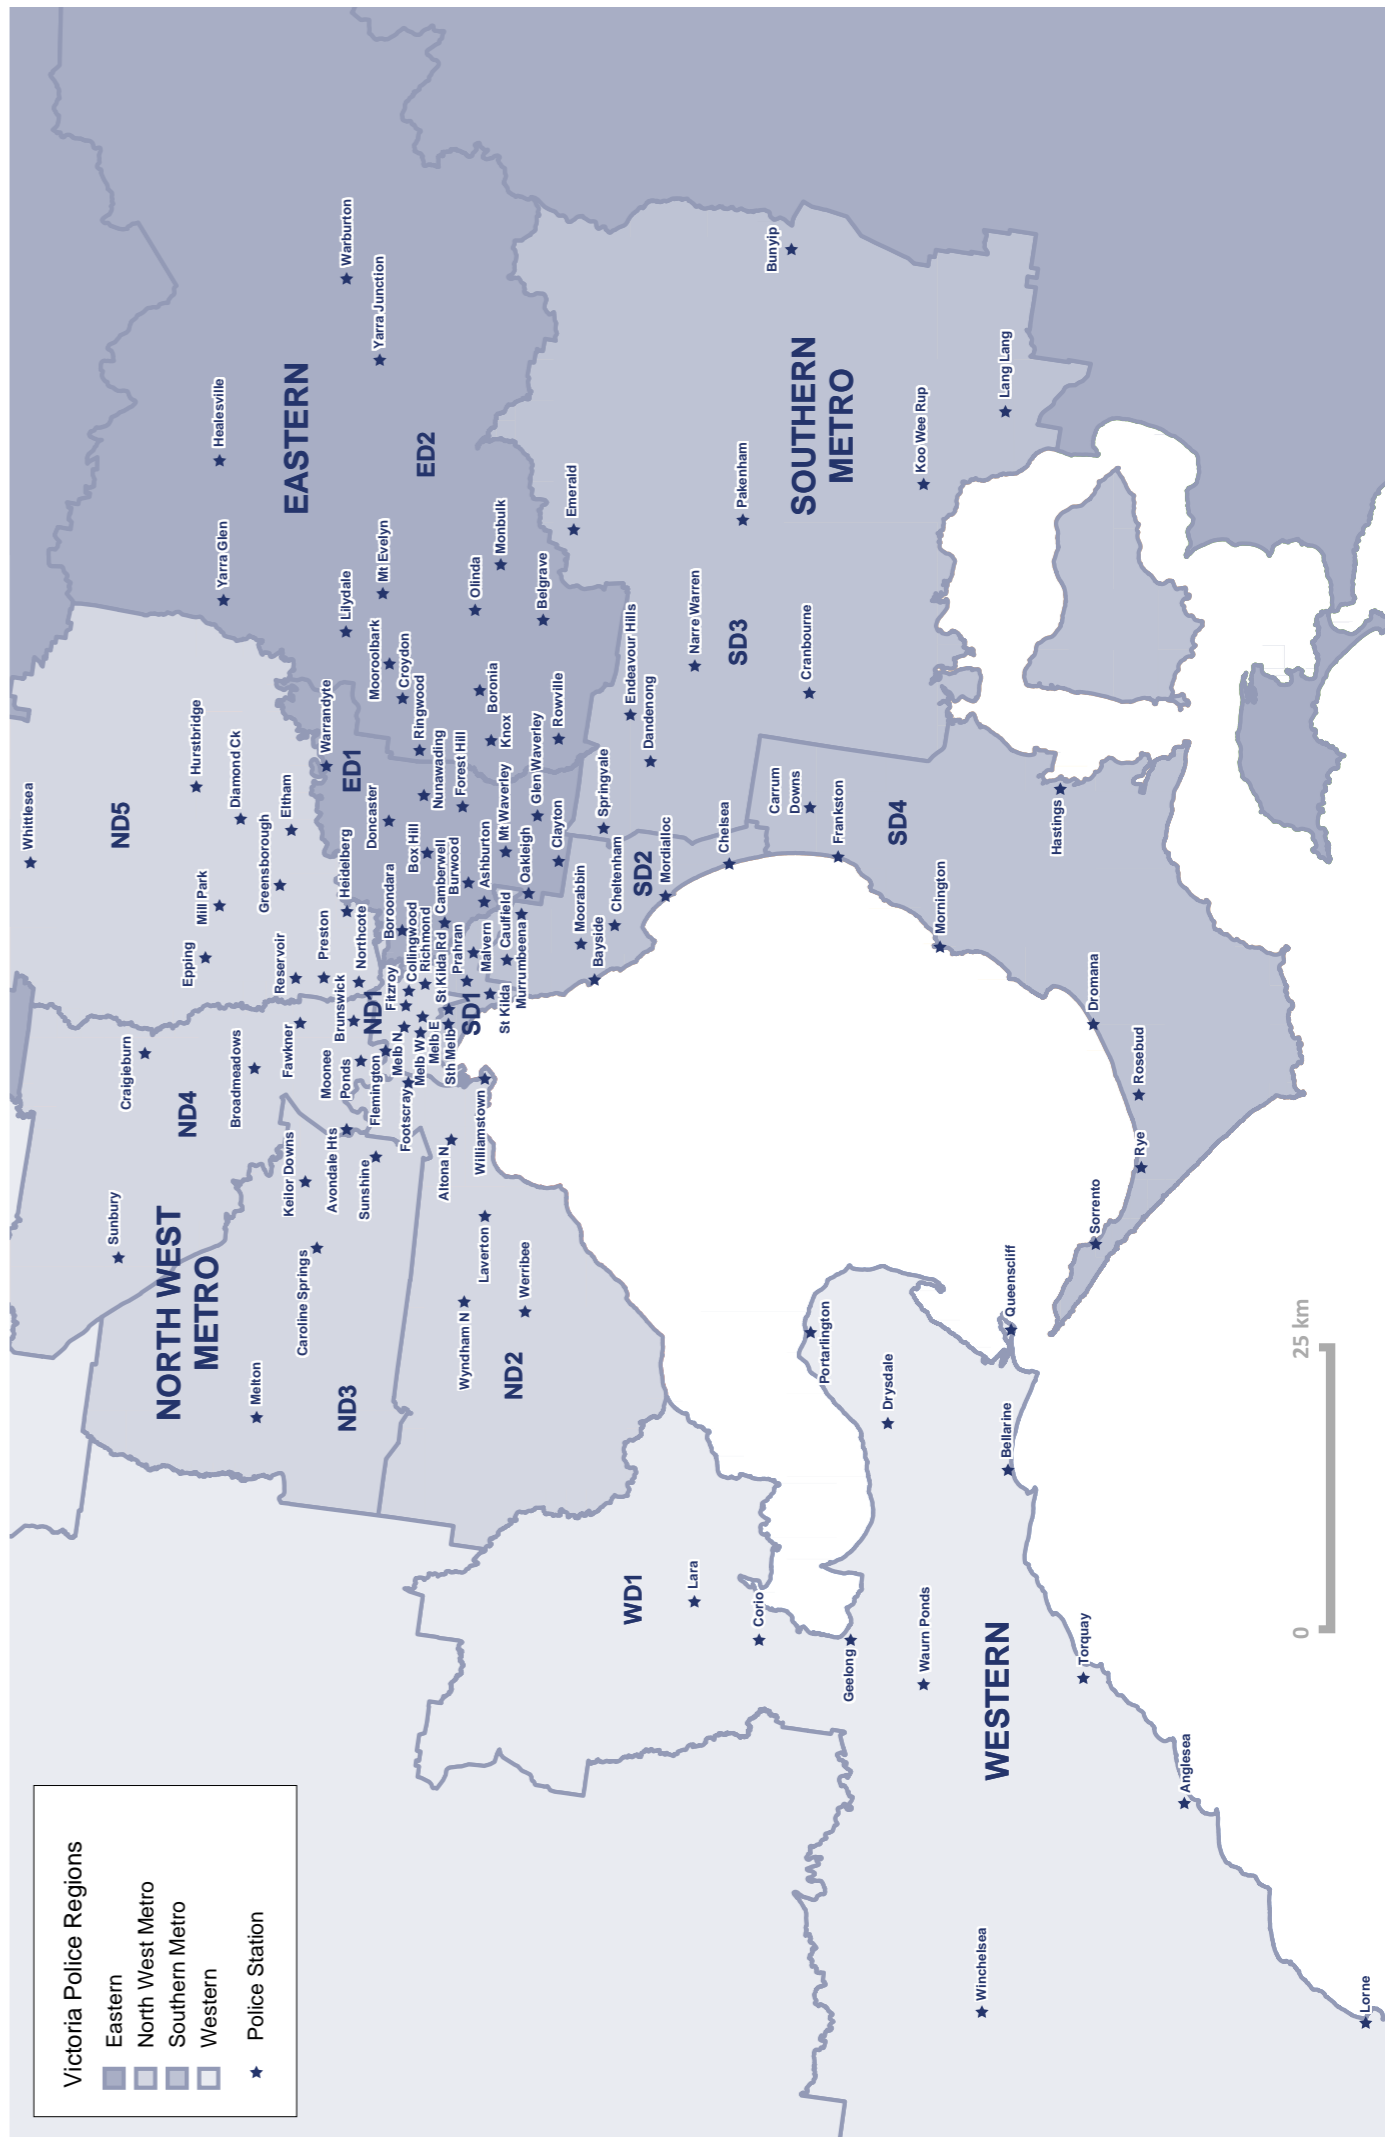 Victoria Police Regions
Eastern
North West Metro
Southern Metro
Western
Police Station
Whittlesea
ND5
Hurstbridge
Diamond Ck
Mill Park
Epping
Greensborough
Eltham
Reservoir
Preston
Heidelberg
Northcote
Craigieburn
Broadmeadows
ND4
Fawkner
Sunbury
NORTH WEST
METRO
Melton
Keilor Downs
Caroline Springs
Avondale Hts
Sunshine
ND3
Moonee
Ponds
Brunswick
ND1
Flemington
Fitzroy
Collingwood
Richmond
Melb N
Melb W
Melb E
Footscray
Sth Melb
St Kilda Rd
Prahran
SD1
Malvern
St Kilda
Caulfield
Murrumbeena
Altona N
Williamstown
Laverton
Wyndham N
Werribee
ND2
Healesville
Yarra Glen
EASTERN
Warburton
Yarra Junction
ED2
Lilydale
Mt Evelyn
Mooroolbark
Croydon
Ringwood
Olinda
Monbulk
Belgrave
Boronia
Knox
Rowville
Warrandyte
ED1
Doncaster
Nunawading
Forest Hill
Box Hill
Boroondara
Camberwell
Burwood
Ashburton
Mt Waverley
Glen Waverley
Oakleigh
Clayton
Emerald
Bunyip
SOUTHERN
METRO
Pakenham
Koo Wee Rup
Lang Lang
Endeavour Hills
Narre Warren
SD3
Cranbourne
Dandenong
Springvale
Moorabbin
Cheltenham
Bayside
SD2
Mordialloc
Chelsea
Carrum
Downs
Frankston
SD4
Hastings
Mornington
Dromana
Rosebud
Rye
Sorrento
Queenscliff
Portarlington
Drysdale
Bellarine
WD1
Lara
Corio
Geelong
Waurn Ponds
WESTERN
Torquay
Anglesea
Winchelsea
Lorne
0
25 km